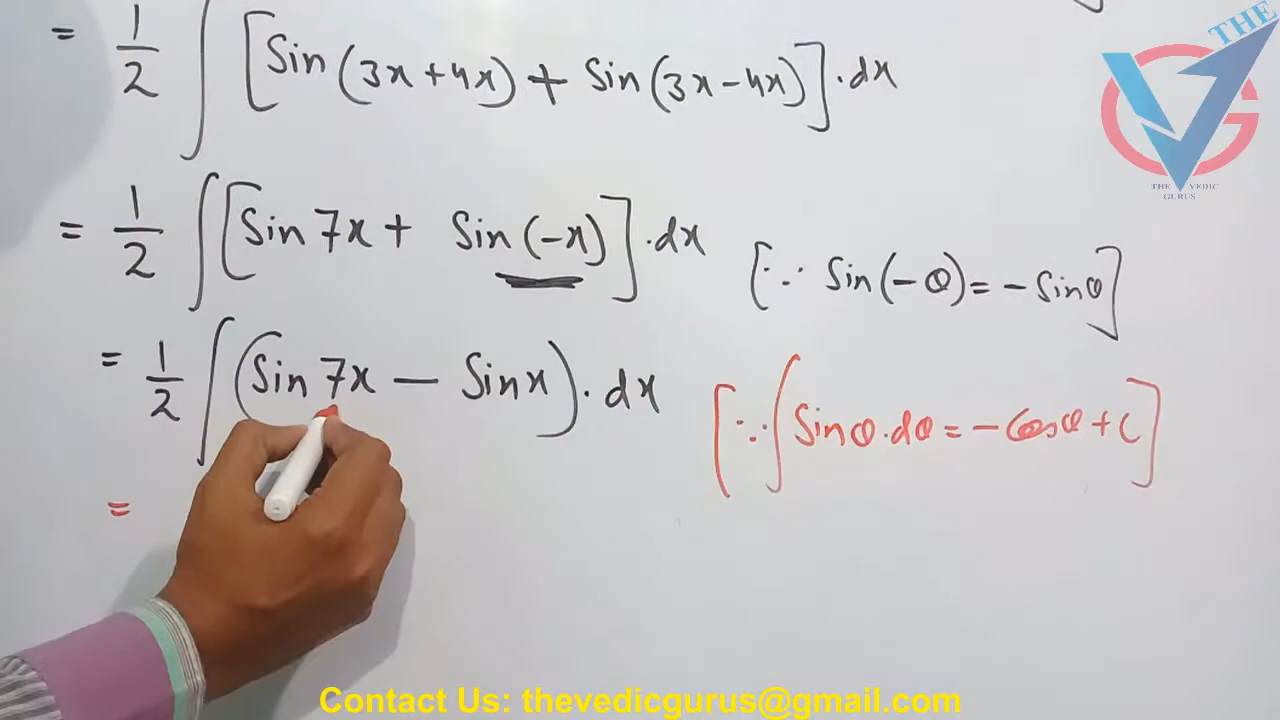 = 1/2 ∫ [Sin (3x+4x) + Sin (3x-4x)] · dx
THE
V G
THE VEDIC
GURUS
= 1/2 ∫ [Sin 7x + Sin (-x)] · dx
[∵ Sin (-θ) = - Sinθ]
= 1/2 ∫ (Sin 7x - Sinx) · dx
[∵ ∫ Sinθ · dθ = - Cosθ + C]
=
Contact Us: thevedicgurus@gmail.com